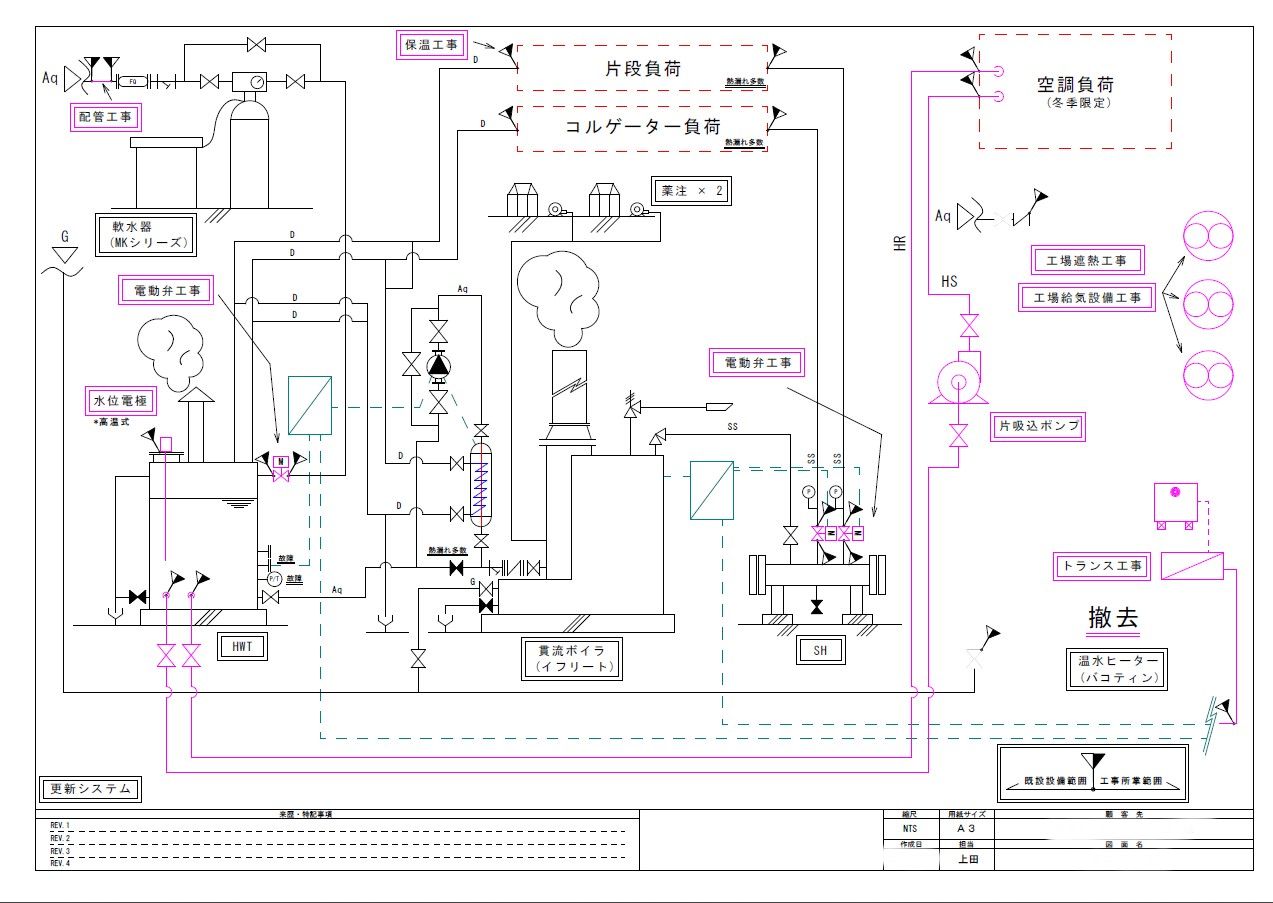 Aq
FQ
配管工事
軟水器
(MKシリーズ)
G
電動弁工事
水位電極
*高温式
M
故障
P/T
故障
HWT
D
D
D
D
D
D
保温工事
片段負荷
熱漏れ多数
コルゲーター負荷
熱漏れ多数
薬注 × 2
Aq
D
D
熱漏れ多数
G
Aq
貫流ボイラ
(イフリート)
SS
SS
SS
P
P
M
M
電動弁工事
SH
空調負荷
(冬季限定)
Aq
HR
HS
工場遮熱工事
工場給気設備工事
片吸込ポンプ
トランス工事
撤去
温水ヒーター
(バコティン)
既設設備範囲
工事所掌範囲
更新システム
来歴・特記事項
REV.1
REV.2
REV.3
REV.4
縮尺
用紙サイズ
顧客先
NTS
A3
作成日
担当
図面名
上田